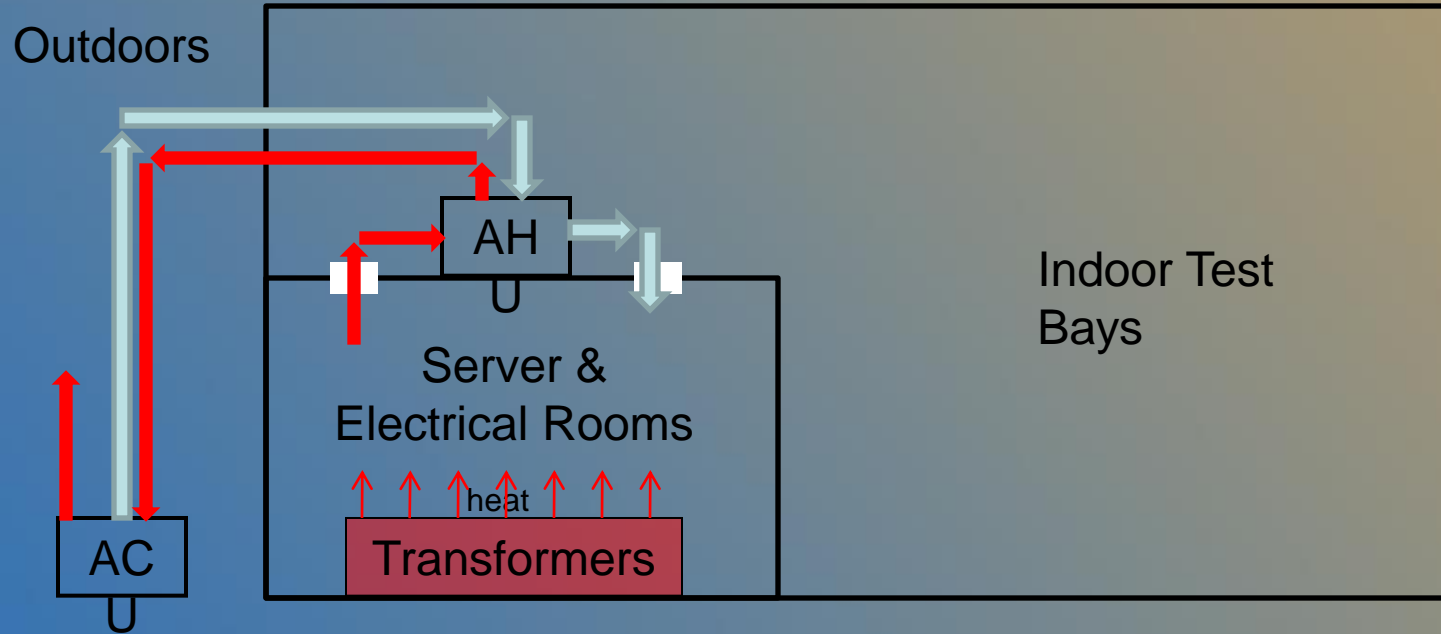 Outdoors
AH
Indoor Test
Bays
Server &
Electrical Rooms
heat
Transformers
AC